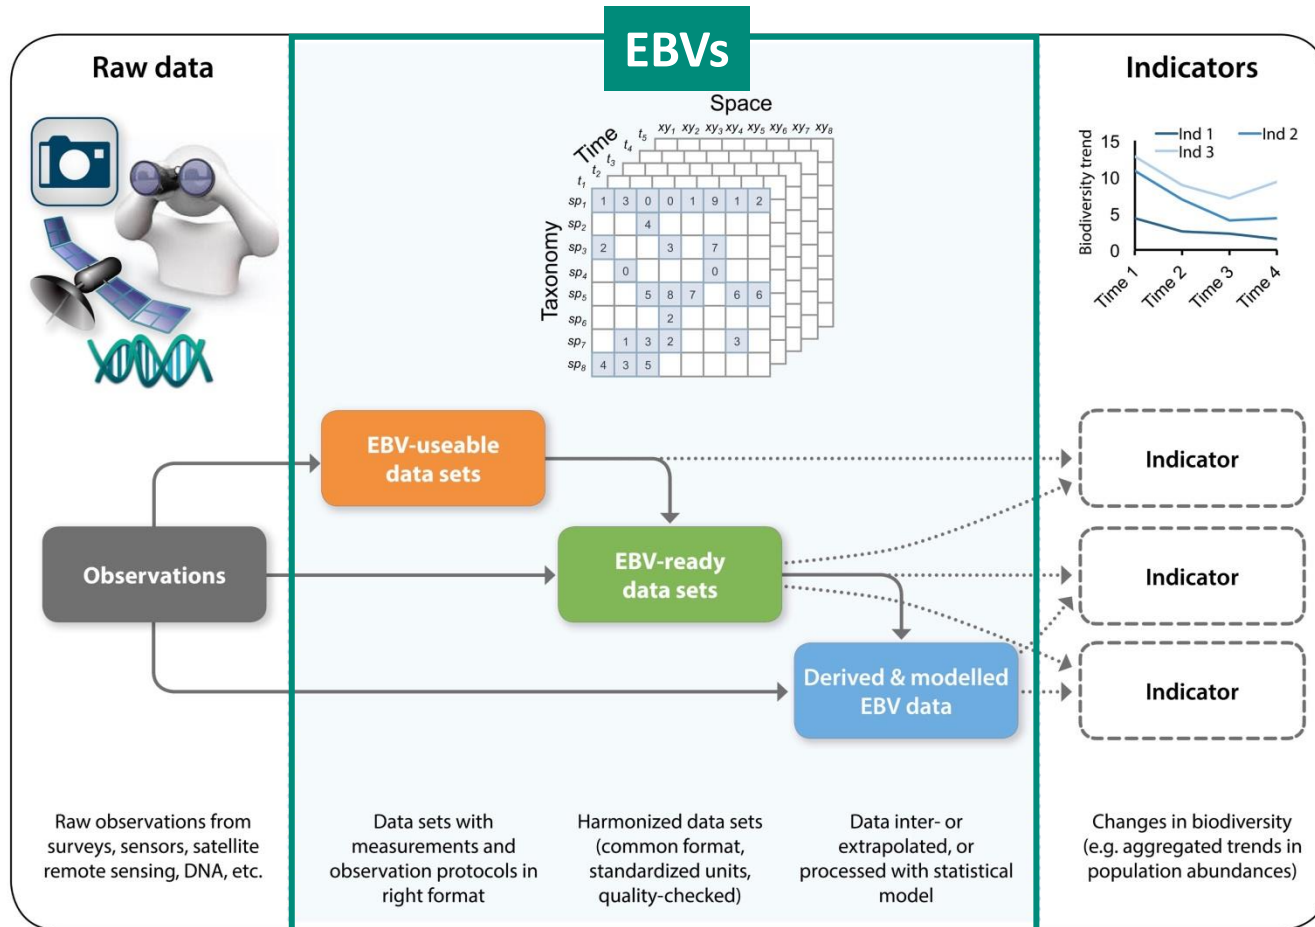 EBVs
Raw data
Indicators
Space
Time
Taxonomy
t5 xy1 xy2 xy3 xy4 xy5 xy6 xy7 xy8
t4
t3
t2
t1
sp1 1 3 0 0 1 9 1 2
sp2 4
sp3 2 3 7
sp4 0 0
sp5 5 8 7 6 6
sp6 2
sp7 1 3 2 3
sp8 4 3 5
Biodiversity trend
15
10
5
0
Ind 1 Ind 2
Ind 3
Time 1 Time 2 Time 3 Time 4
EBV-useable
data sets
Indicator
Observations
EBV-ready
data sets
Indicator
Derived & modelled
EBV data
Indicator
Raw observations from
surveys, sensors, satellite
remote sensing, DNA, etc.
Data sets with
measurements and
observation protocols in
right format
Harmonized data sets
(common format,
standardized units,
quality-checked)
Data inter- or
extrapolated, or
processed with statistical
model
Changes in biodiversity
(e.g. aggregated trends in
population abundances)